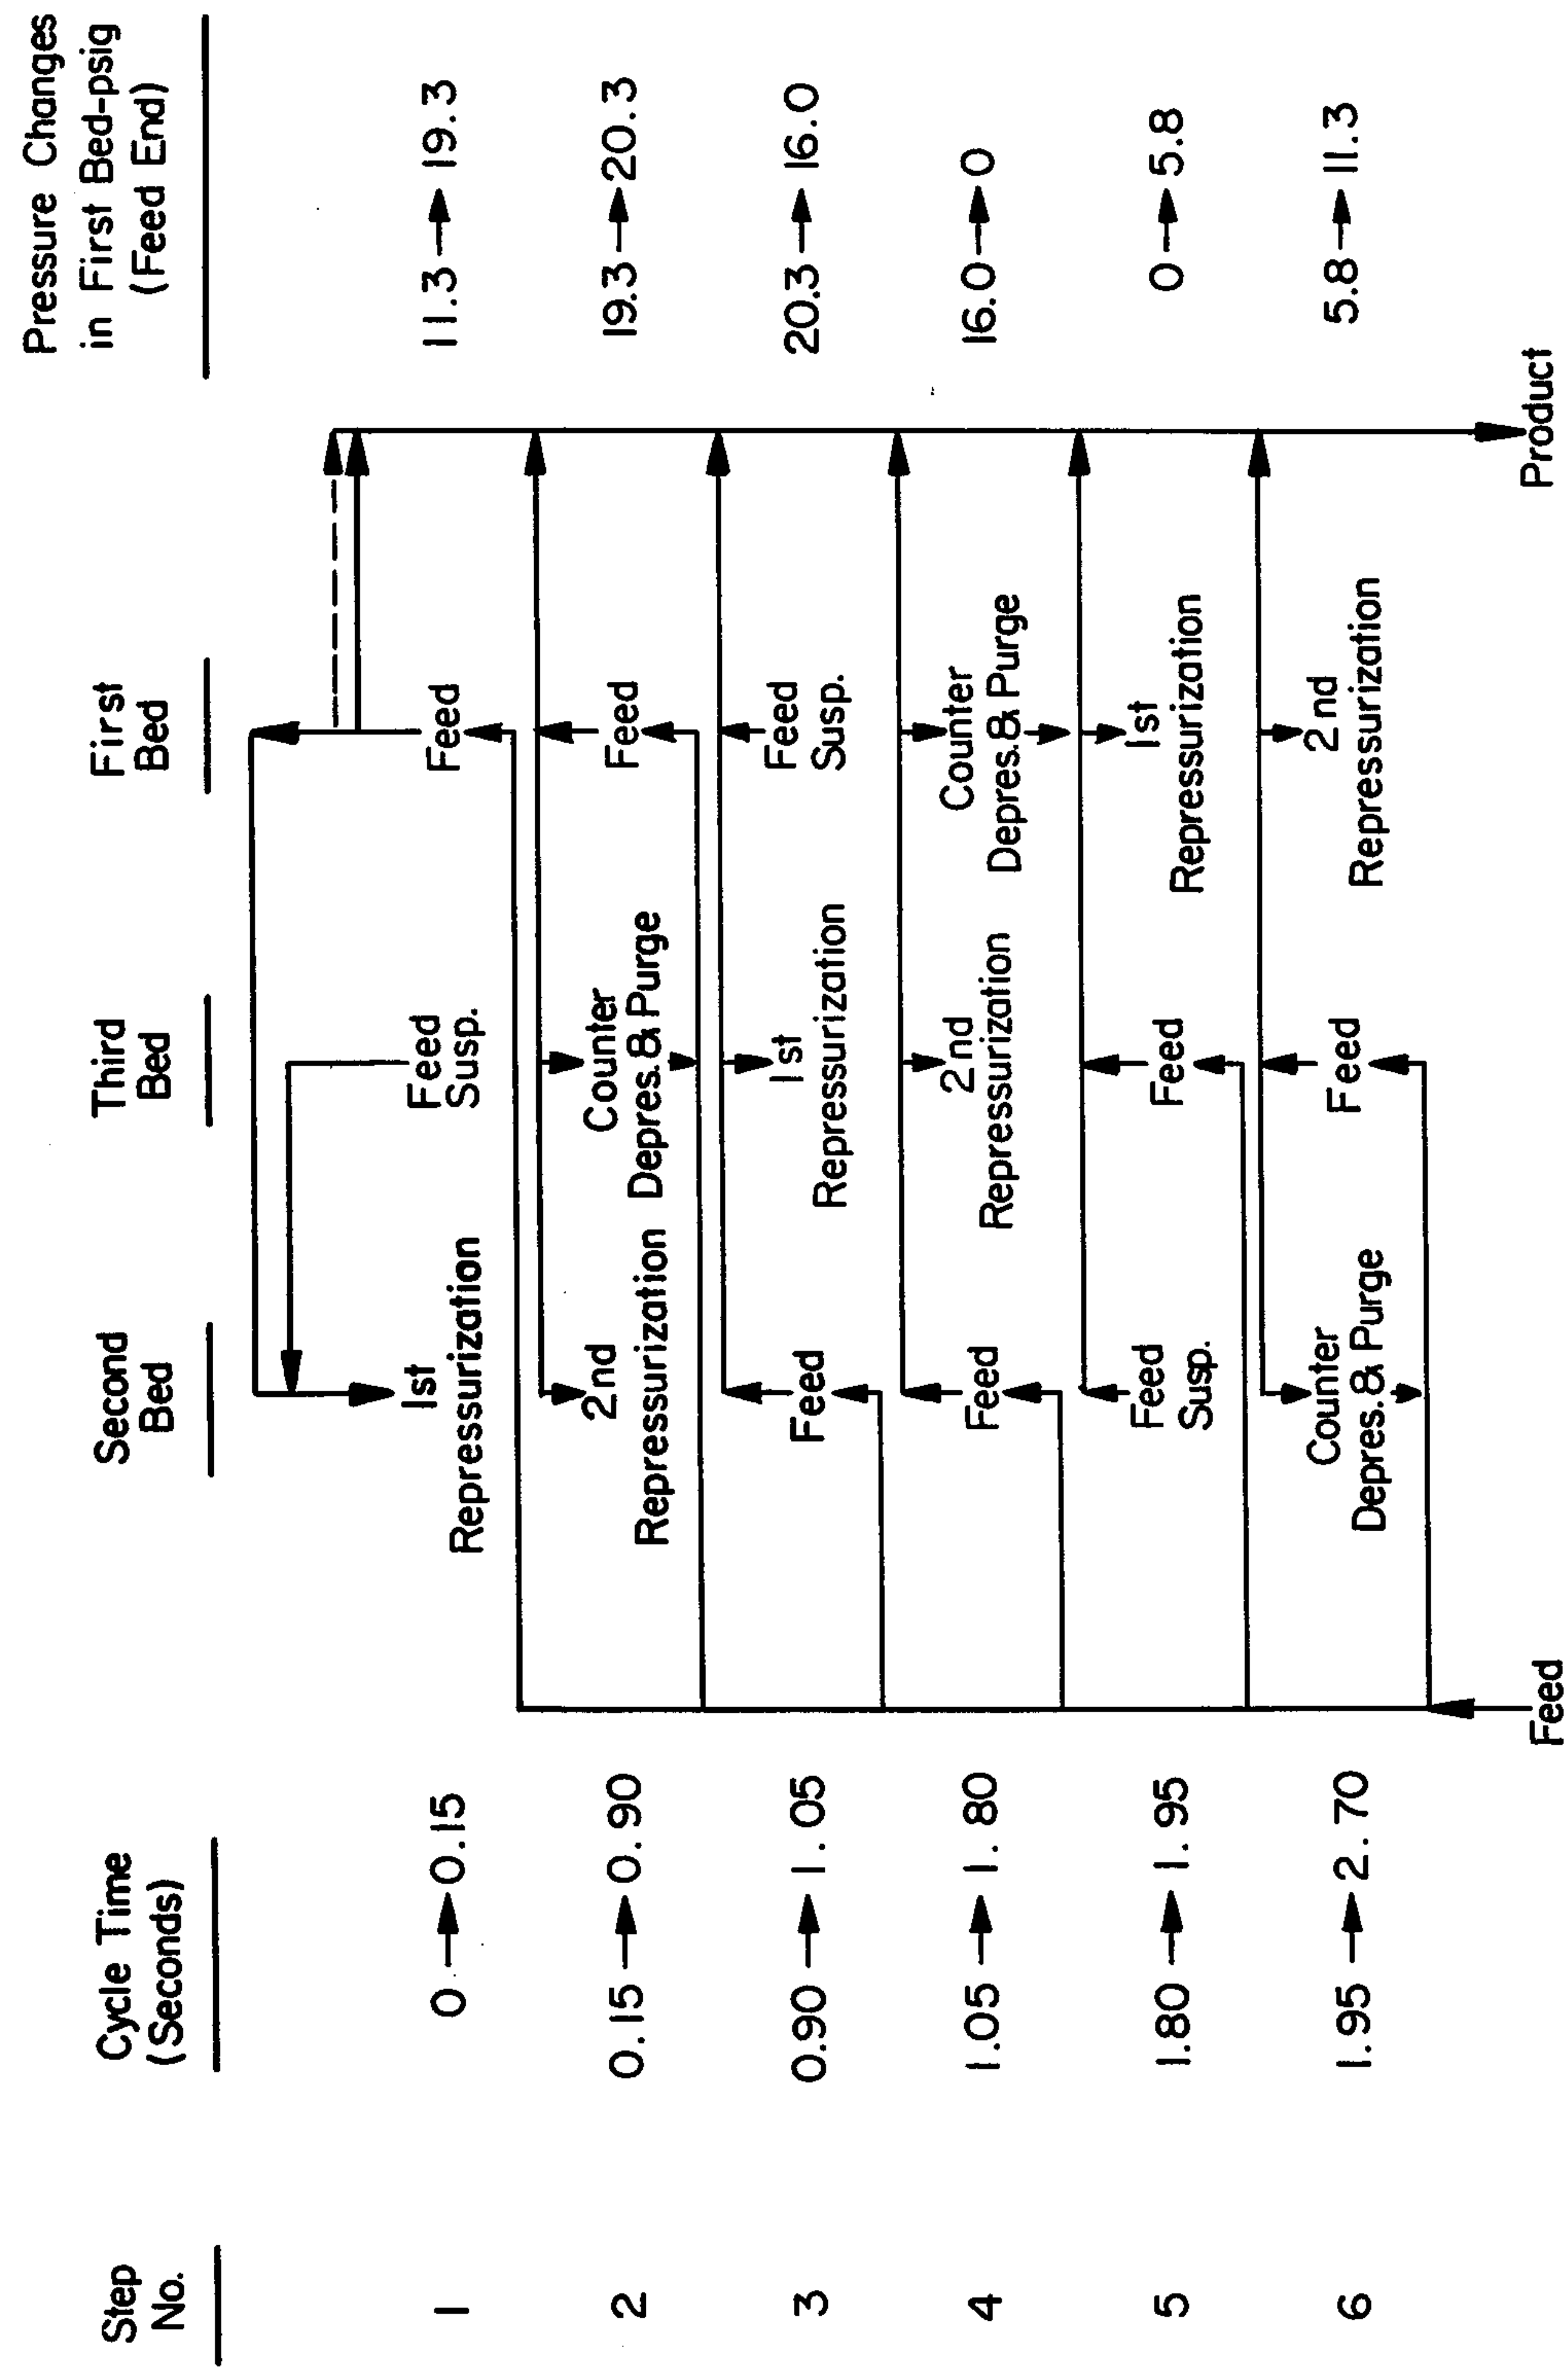 Step
No.
Cycle Time
(Seconds)
Second
Bed
Third
Bed
First
Bed
Pressure Changes
in First Bed-psig
(Feed End)
1
0 → 0.15
1st
Repressurization
Feed
Susp.
Feed
11.3 → 19.3
2
0.15 → 0.90
2nd
Repressurization
Counter
Depres. & Purge
Feed
19.3 → 20.3
3
0.90 → 1.05
Feed
1st
Repressurization
Feed
Susp.
20.3 → 16.0
4
1.05 → 1.80
Feed
2nd
Repressurization
Counter
Depres. & Purge
16.0 → 0
5
1.80 → 1.95
Feed
Susp.
Feed
1st
Repressurization
0 → 5.8
6
1.95 → 2.70
Counter
Depres. & Purge
Feed
2nd
Repressurization
5.8 → 11.3
Feed
Product